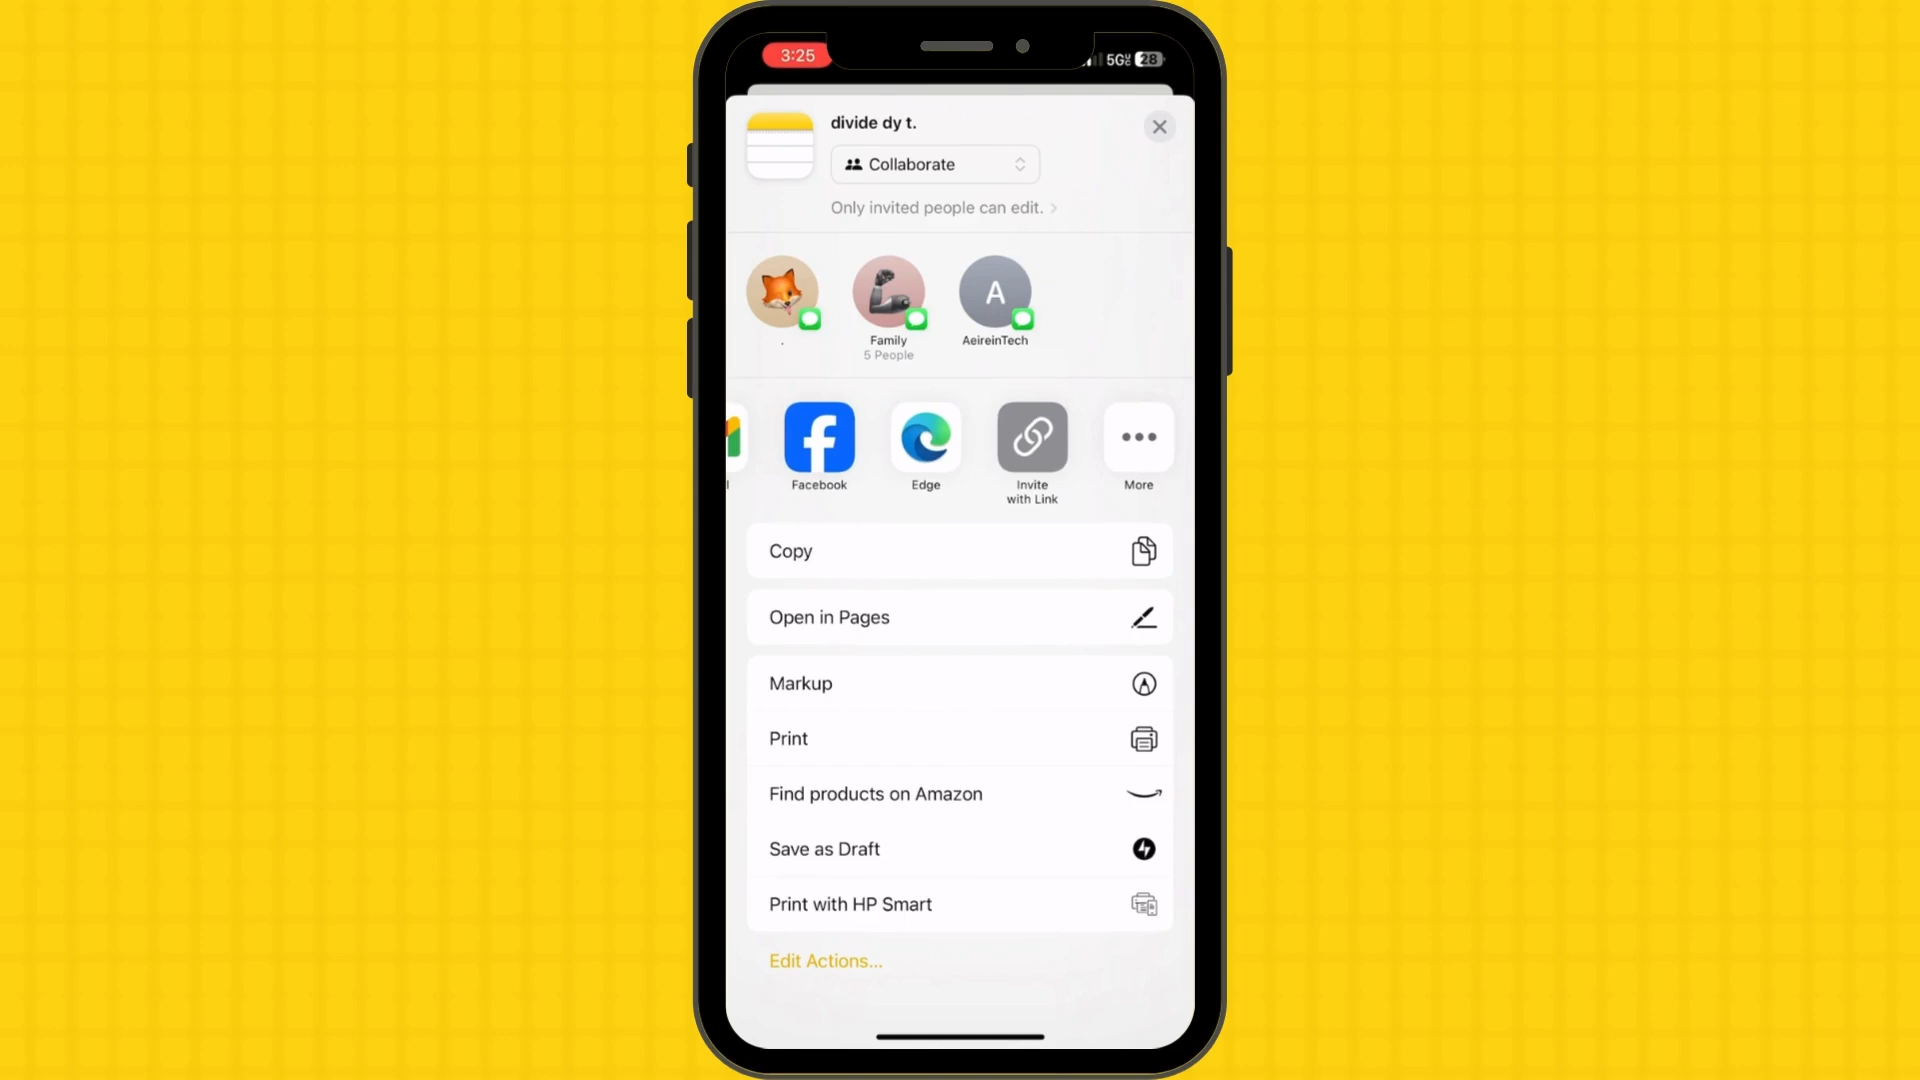 3:25
5G 28
divide dy t.
Collaborate
Only invited people can edit.
.
Family
5 People
A
AeireinTech
l
Facebook
Edge
Invite
with Link
More
Copy
Open in Pages
Markup
Print
Find products on Amazon
Save as Draft
Print with HP Smart
Edit Actions...